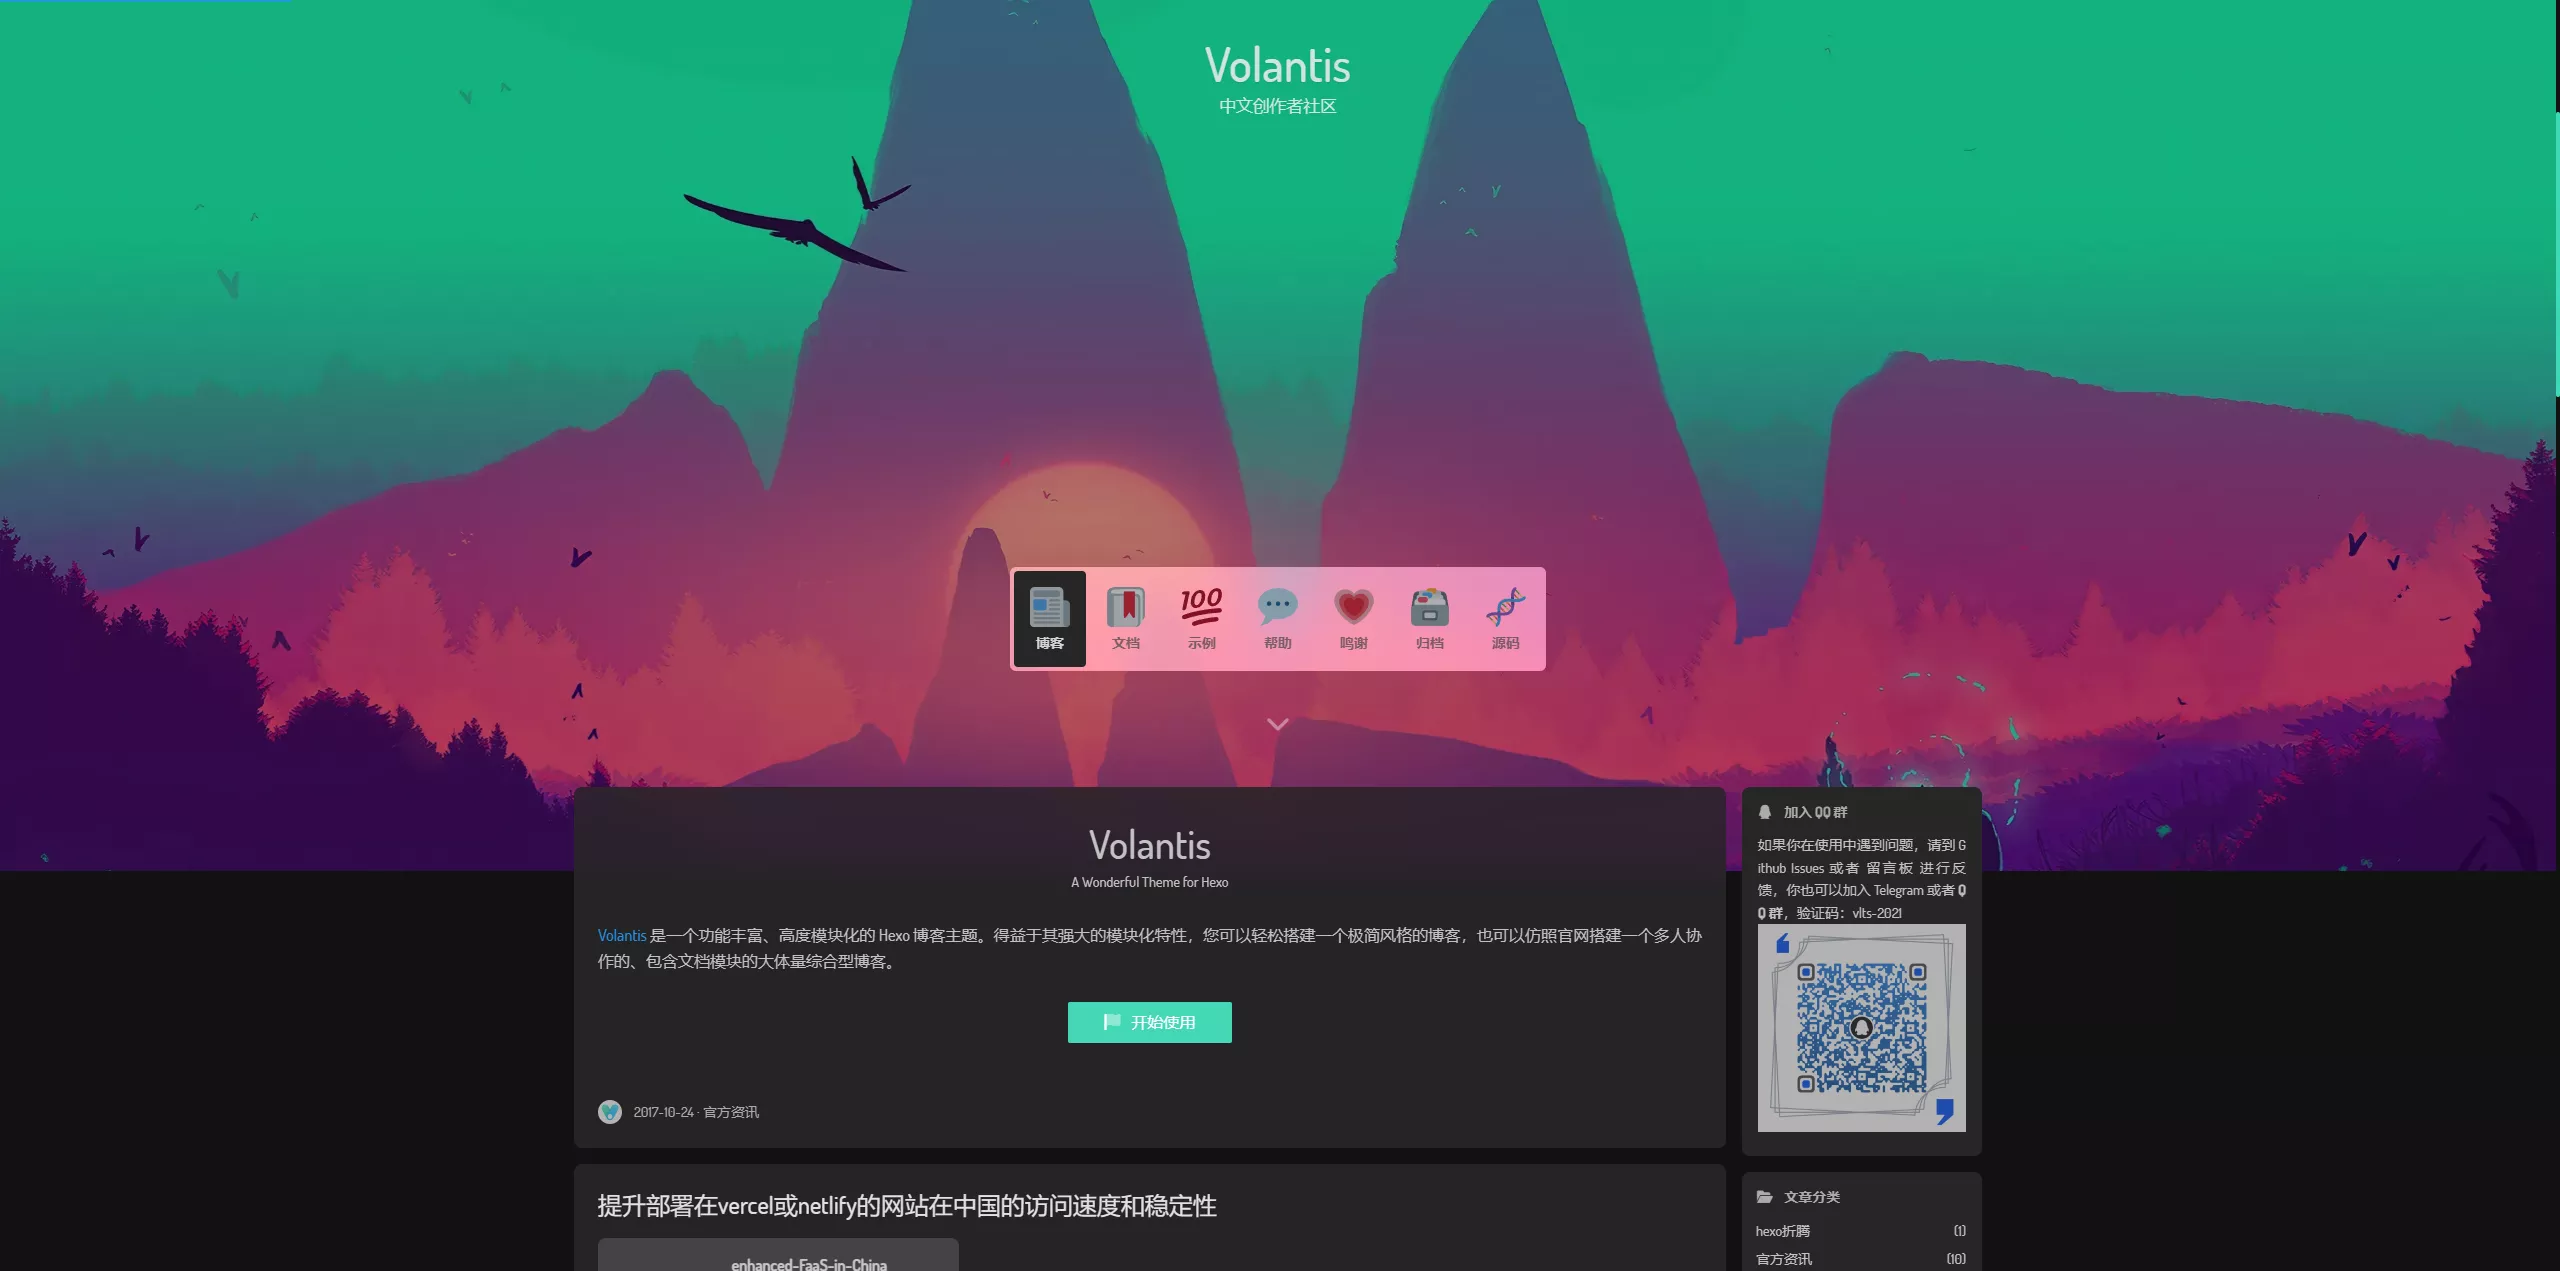 Volantis
中文创作者社区
博客
文档
100
示例
帮助
鸣谢
归档
源码
Volantis
A Wonderful Theme for Hexo
Volantis 是一个功能丰富、高度模块化的 Hexo 博客主题。得益于其强大的模块化特性，您可以轻松搭建一个极简风格的博客，也可以仿照官网搭建一个多人协
作的、包含文档模块的大体量综合型博客。
开始使用
2017-10-24 · 官方资讯
提升部署在vercel或netlify的网站在中国的访问速度和稳定性
enhanced-FaaS-in-China
加入 QQ 群
如果你在使用中遇到问题，请到 G
ithub Issues 或者 留言板 进行反
馈，你也可以加入 Telegram 或者 Q
Q 群，验证码：vlts-2021
文章分类
hexo折腾 (1)
官方资讯 (10)